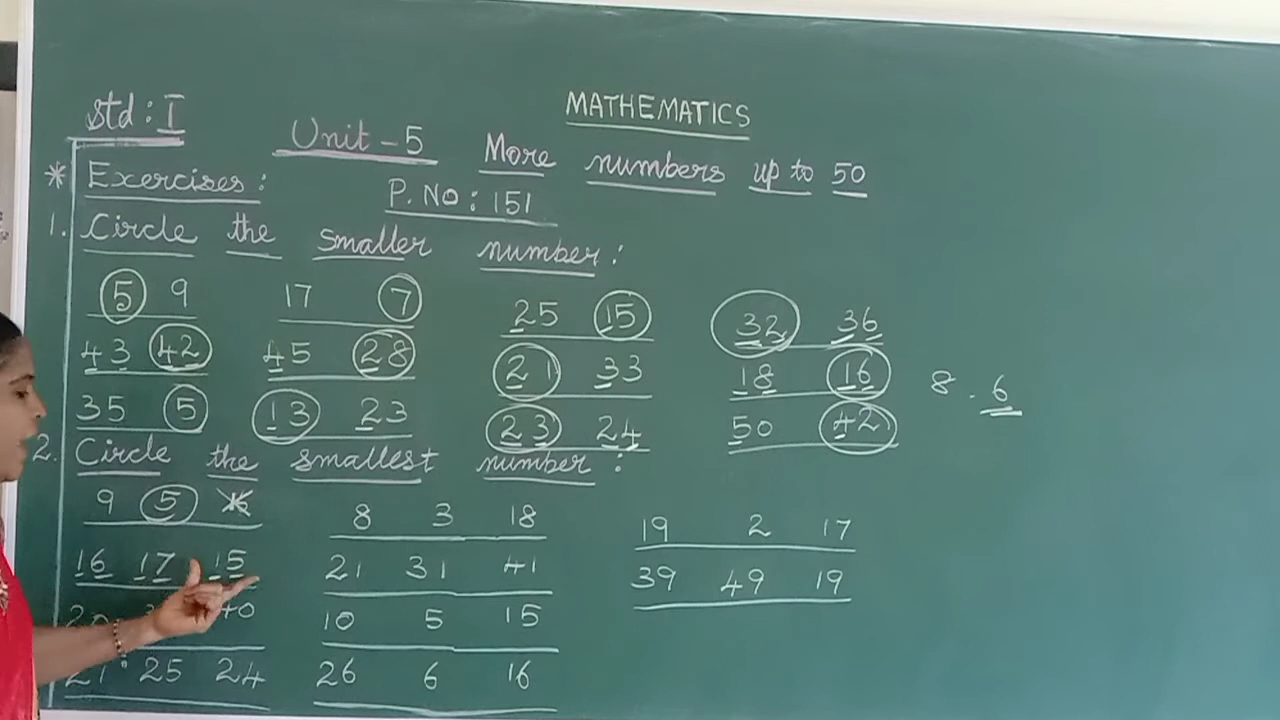 MATHEMATICS
Std : I
Unit - 5 More numbers up to 50
* Exercises :
P. No : 151
1. Circle the smaller number :
5 9 17 7 25 15 32 36
43 42 45 28 21 33 18 16 8 . 6
35 5 13 23 23 24 50 42
2. Circle the smallest number :
9 5 8 3 18 19 2 17
16 17 15 21 31 41 39 49 19
20 40 10 5 15
25 24 26 6 16